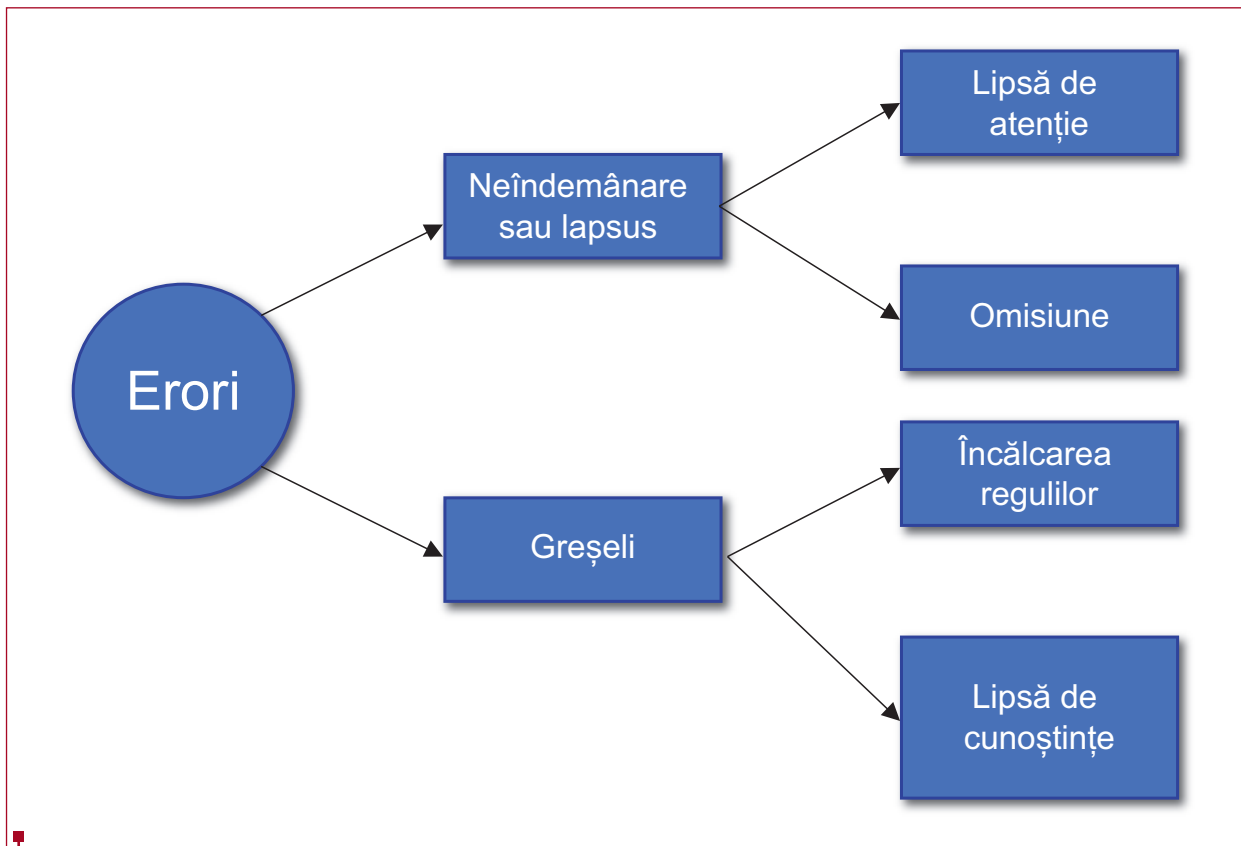 Erori
Neîndemânare
sau lapsus
Lipsă de
atenție
Omisiune
Greșeli
Încălcarea
regulilor
Lipsă de
cunoștințe